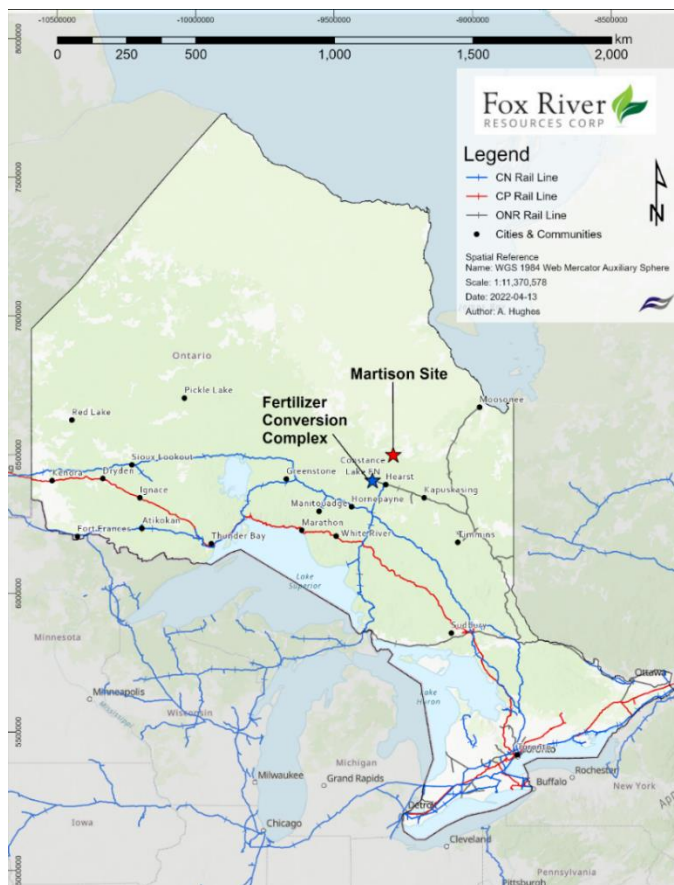 -10500000 -10000000 -9500000 -9000000 -8500000
8000000
0 250 500 1,000 1,500 2,000 km
Fox River
RESOURCES CORP
Legend
CN Rail Line
CP Rail Line
ONR Rail Line
Cities & Communities
N
Spatial Reference
Name: WGS 1984 Web Mercator Auxiliary Sphere
Scale: 1:11,370,578
Date: 2022-04-13
Author: A. Hughes
7500000
7000000
Ontario
Martison Site
Pickle Lake
Moosonee
Fertilizer
Conversion
Complex
Red Lake
6500000
Constance
Lake FN
Sioux Lookout
Greenstone
Hearst
Kenora
Dryden
Ignace
Manitouwadge
Hornepayne
Kapuskasing
Fort Frances
Atikokan
Marathon
White River
Timmins
Thunder Bay
Lake
Superior
6000000
Sudbury
Minnesota
Ottawa
Lake
Huron
Minneapolis
Mississippi
Wisconsin
5500000
Toronto
Michigan
Milwaukee
Grand Rapids
Buffalo
Rochester
New York
Detroit
Iowa
Chicago
Cleveland
5000000
Pennsylvania
Pittsburgh